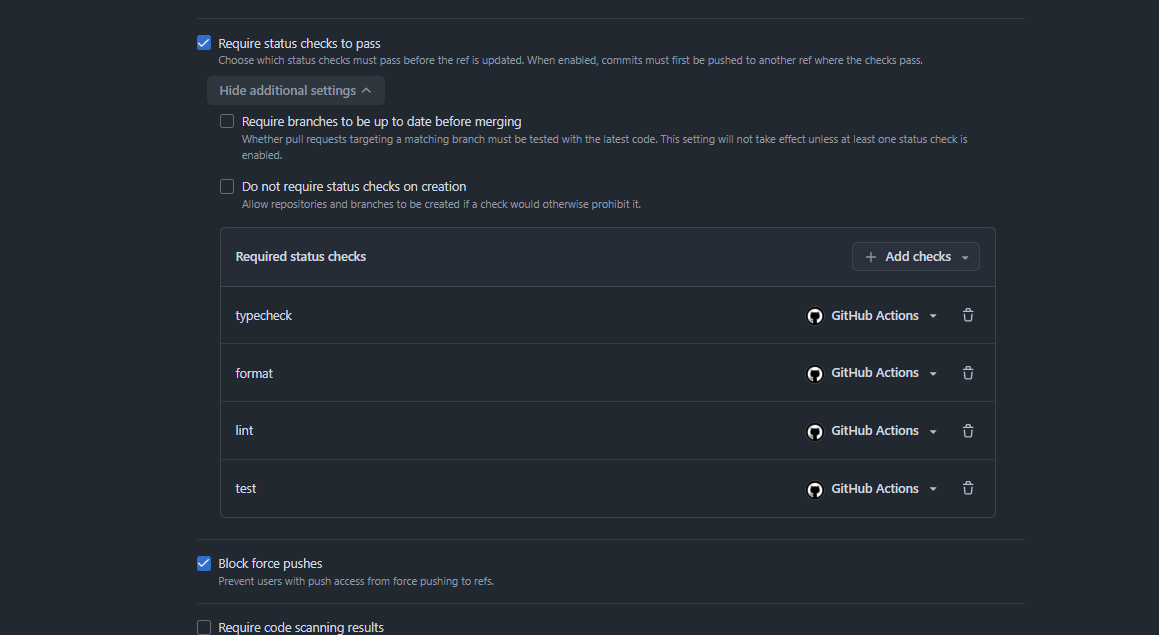 Require status checks to pass
Choose which status checks must pass before the ref is updated. When enabled, commits must first be pushed to another ref where the checks pass.
Hide additional settings
Require branches to be up to date before merging
Whether pull requests targeting a matching branch must be tested with the latest code. This setting will not take effect unless at least one status check is
enabled.
Do not require status checks on creation
Allow repositories and branches to be created if a check would otherwise prohibit it.
Required status checks
Add checks
typecheck
GitHub Actions
format
GitHub Actions
lint
GitHub Actions
test
GitHub Actions
Block force pushes
Prevent users with push access from force pushing to refs.
Require code scanning results